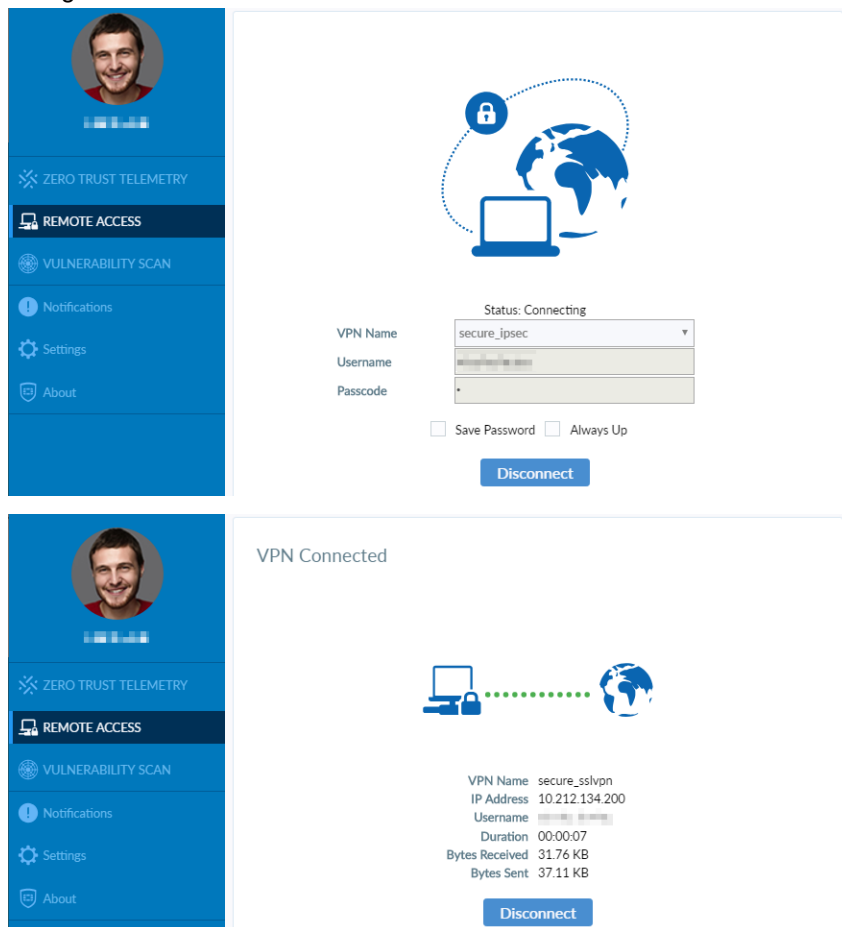 ZERO TRUST TELEMETRY
REMOTE ACCESS
VULNERABILITY SCAN
Notifications
Settings
About
Status: Connecting
VPN Name secure_ipsec
Username
Passcode
Save Password Always Up
Disconnect
VPN Connected
ZERO TRUST TELEMETRY
REMOTE ACCESS
VULNERABILITY SCAN
Notifications
Settings
About
VPN Name secure_sslvpn
IP Address 10.212.134.200
Username
Duration 00:00:07
Bytes Received 31.76 KB
Bytes Sent 37.11 KB
Disconnect